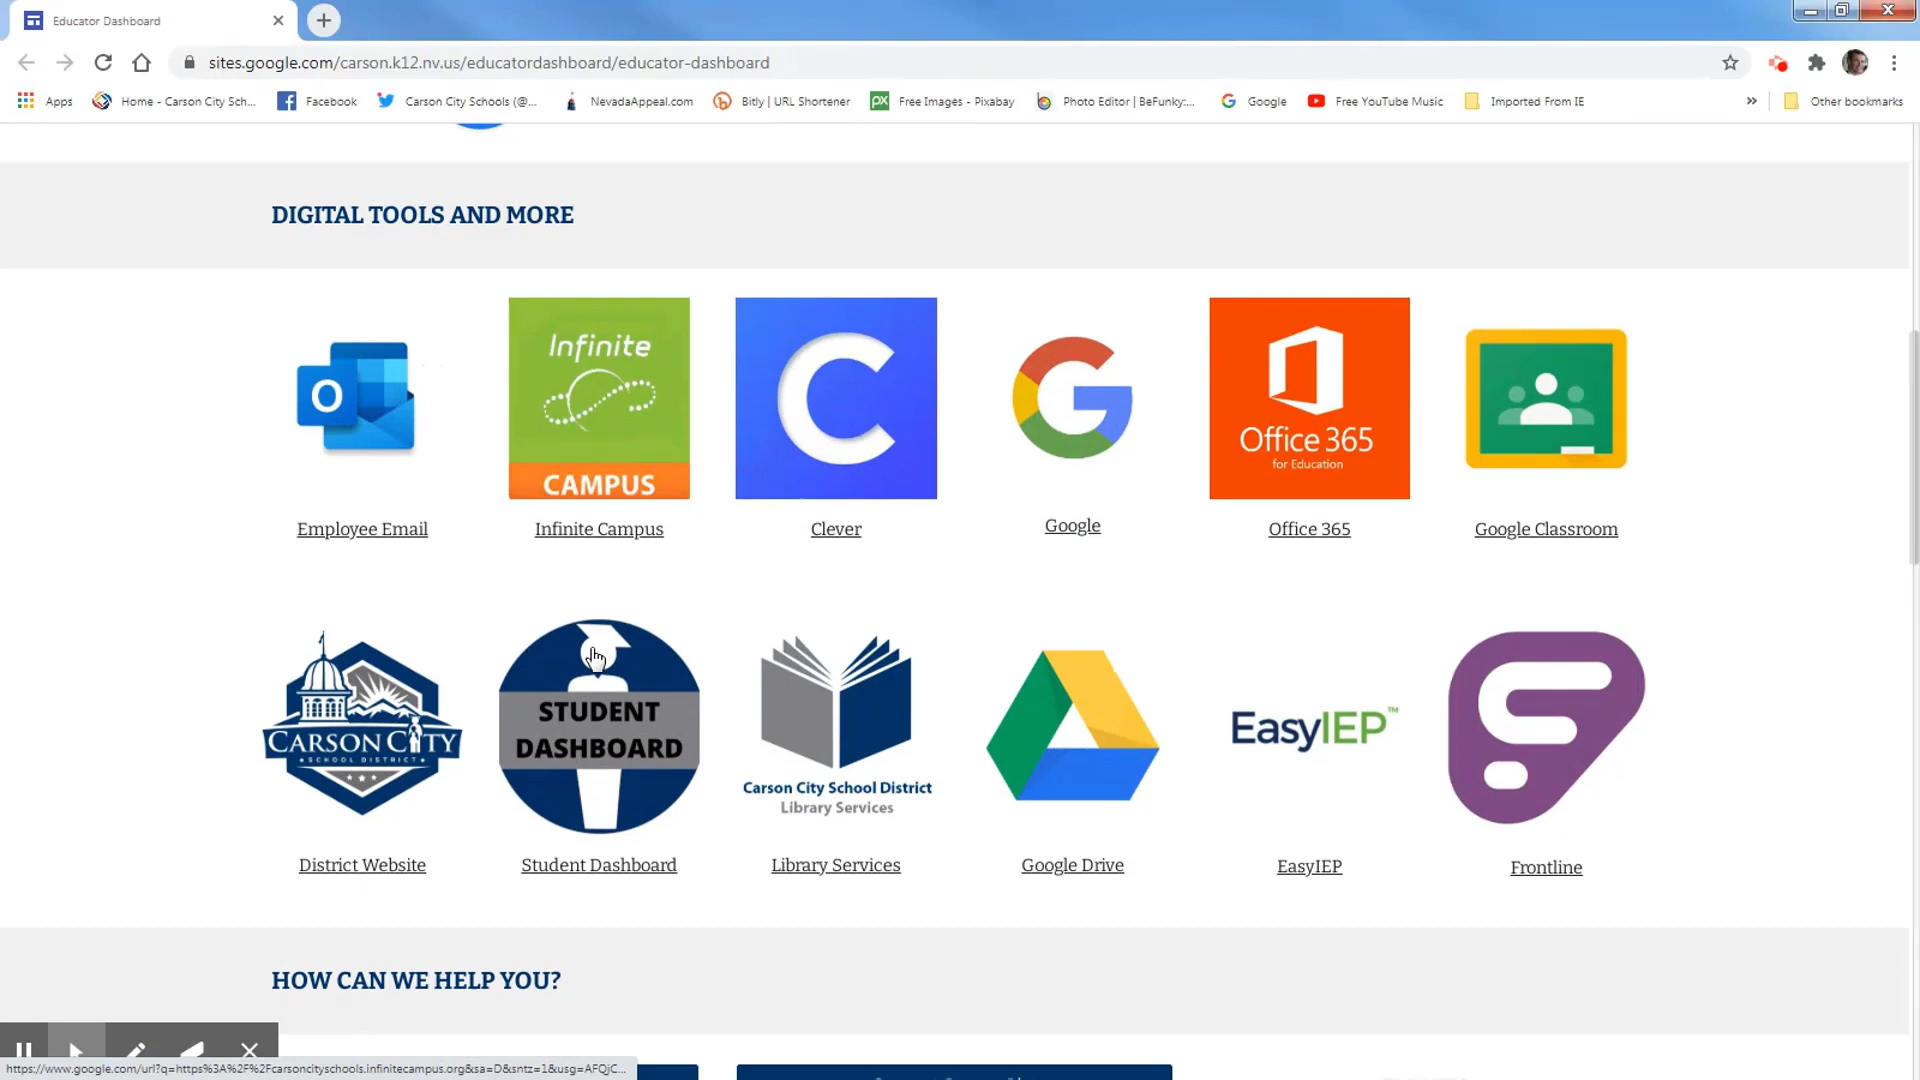 Educator Dashboard
sites.google.com/carson.k12.nv.us/educatordashboard/educator-dashboard
Apps
Home - Carson City Sch...
Facebook
Carson City Schools (@...
NevadaAppeal.com
Bitly | URL Shortener
px
Free Images - Pixabay
Photo Editor | BeFunky:...
Google
Free YouTube Music
Imported From IE
»
Other bookmarks
DIGITAL TOOLS AND MORE
O
Infinite
CAMPUS
C
G
Office 365
for Education
Employee Email
Infinite Campus
Clever
Google
Office 365
Google Classroom
CARSON CITY
SCHOOL DISTRICT
STUDENT
DASHBOARD
Carson City School District
Library Services
EasyIEP™
District Website
Student Dashboard
Library Services
Google Drive
EasyIEP
Frontline
HOW CAN WE HELP YOU?
https://www.google.com/url?q=https%3A%2F%2Fcarsoncityschools.infinitecampus.org&sa=D&sntz=1&usg=AFQjC...